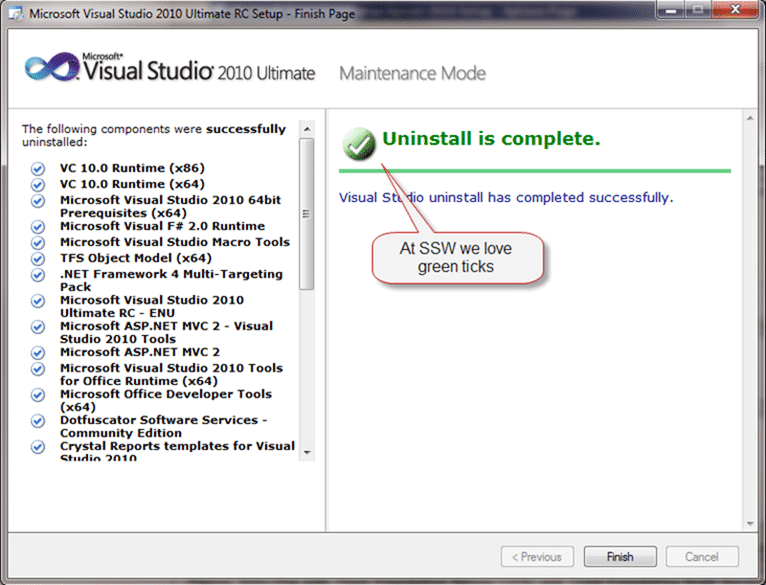 Microsoft Visual Studio 2010 Ultimate RC Setup - Finish Page
Microsoft®
Visual Studio® 2010 Ultimate
Maintenance Mode
The following components were successfully
uninstalled:
VC 10.0 Runtime (x86)
VC 10.0 Runtime (x64)
Microsoft Visual Studio 2010 64bit
Prerequisites (x64)
Microsoft Visual F# 2.0 Runtime
Microsoft Visual Studio Macro Tools
TFS Object Model (x64)
.NET Framework 4 Multi-Targeting
Pack
Microsoft Visual Studio 2010
Ultimate RC - ENU
Microsoft ASP.NET MVC 2 - Visual
Studio 2010 Tools
Microsoft ASP.NET MVC 2
Microsoft Visual Studio 2010 Tools
for Office Runtime (x64)
Microsoft Office Developer Tools
(x64)
Dotfuscator Software Services -
Community Edition
Crystal Reports templates for Visual
Studio 2010
Uninstall is complete.
Visual Studio uninstall has completed successfully.
At SSW we love
green ticks
< Previous
Finish
Cancel